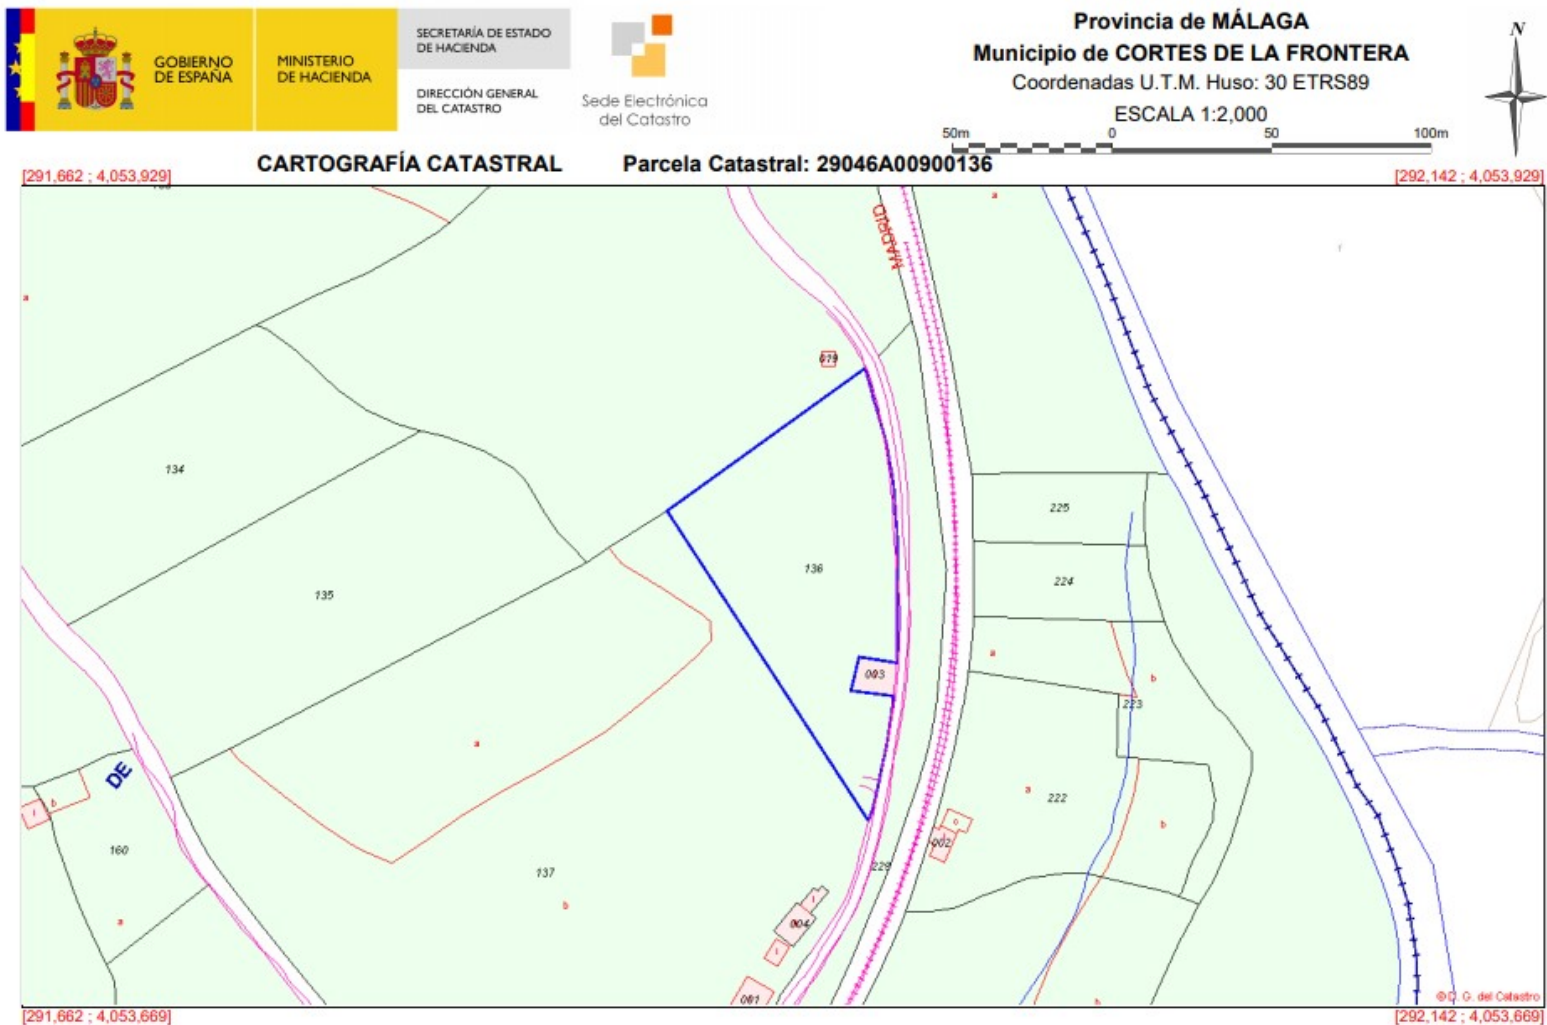 GOBIERNO
DE ESPAÑA
MINISTERIO
DE HACIENDA
SECRETARÍA DE ESTADO
DE HACIENDA
DIRECCIÓN GENERAL
DEL CATASTRO
Sede Electrónica
del Catastro
Provincia de MÁLAGA
Municipio de CORTES DE LA FRONTERA
Coordenadas U.T.M. Huso: 30 ETRS89
ESCALA 1:2,000
50m 0 50 100m
N
CARTOGRAFÍA CATASTRAL Parcela Catastral: 29046A00900136
[291,662 ; 4,053,929] [292,142 ; 4,053,929]
MADRID
a
f
a
019
134
225
136
224
135
a
b
003
223
a
DE
a
222
b
I
b
o
002
160
229
137
b
a
I
004
I
001
b
© D. G. del Catastro
[291,662 ; 4,053,669] [292,142 ; 4,053,669]